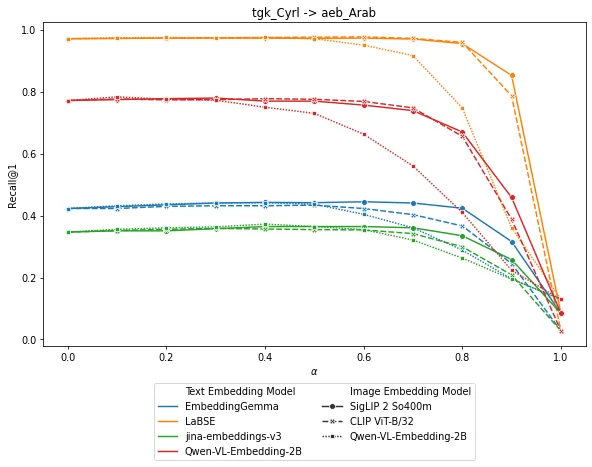 tgk_Cyrl -> aeb_Arab
1.0
0.8
0.6
0.4
0.2
0.0
Recall@1
0.0 0.2 0.4 0.6 0.8 1.0
α
Text Embedding Model
EmbeddingGemma
LaBSE
jina-embeddings-v3
Qwen-VL-Embedding-2B
Image Embedding Model
SigLIP 2 So400m
CLIP ViT-B/32
Qwen-VL-Embedding-2B